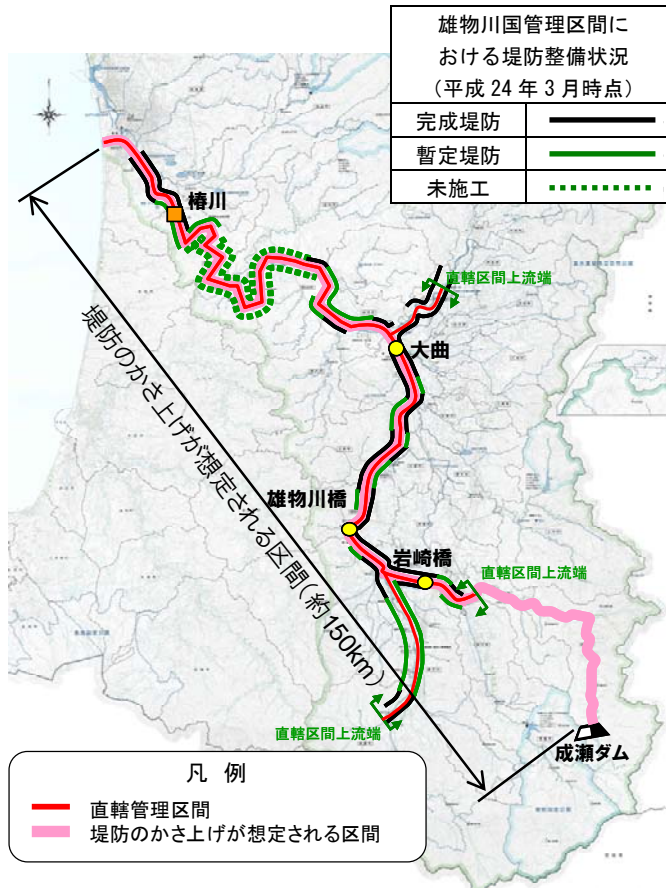 雄物川国管理区間に
おける堤防整備状況
(平成24年3月時点)
完成堤防
暫定堤防
未施工
椿川
直轄区間上流端
大曲
堤防のかさ上げが想定される区間(約150km)
雄物川橋
岩崎橋
直轄区間上流端
直轄区間上流端
成瀬ダム
凡 例
直轄管理区間
堤防のかさ上げが想定される区間